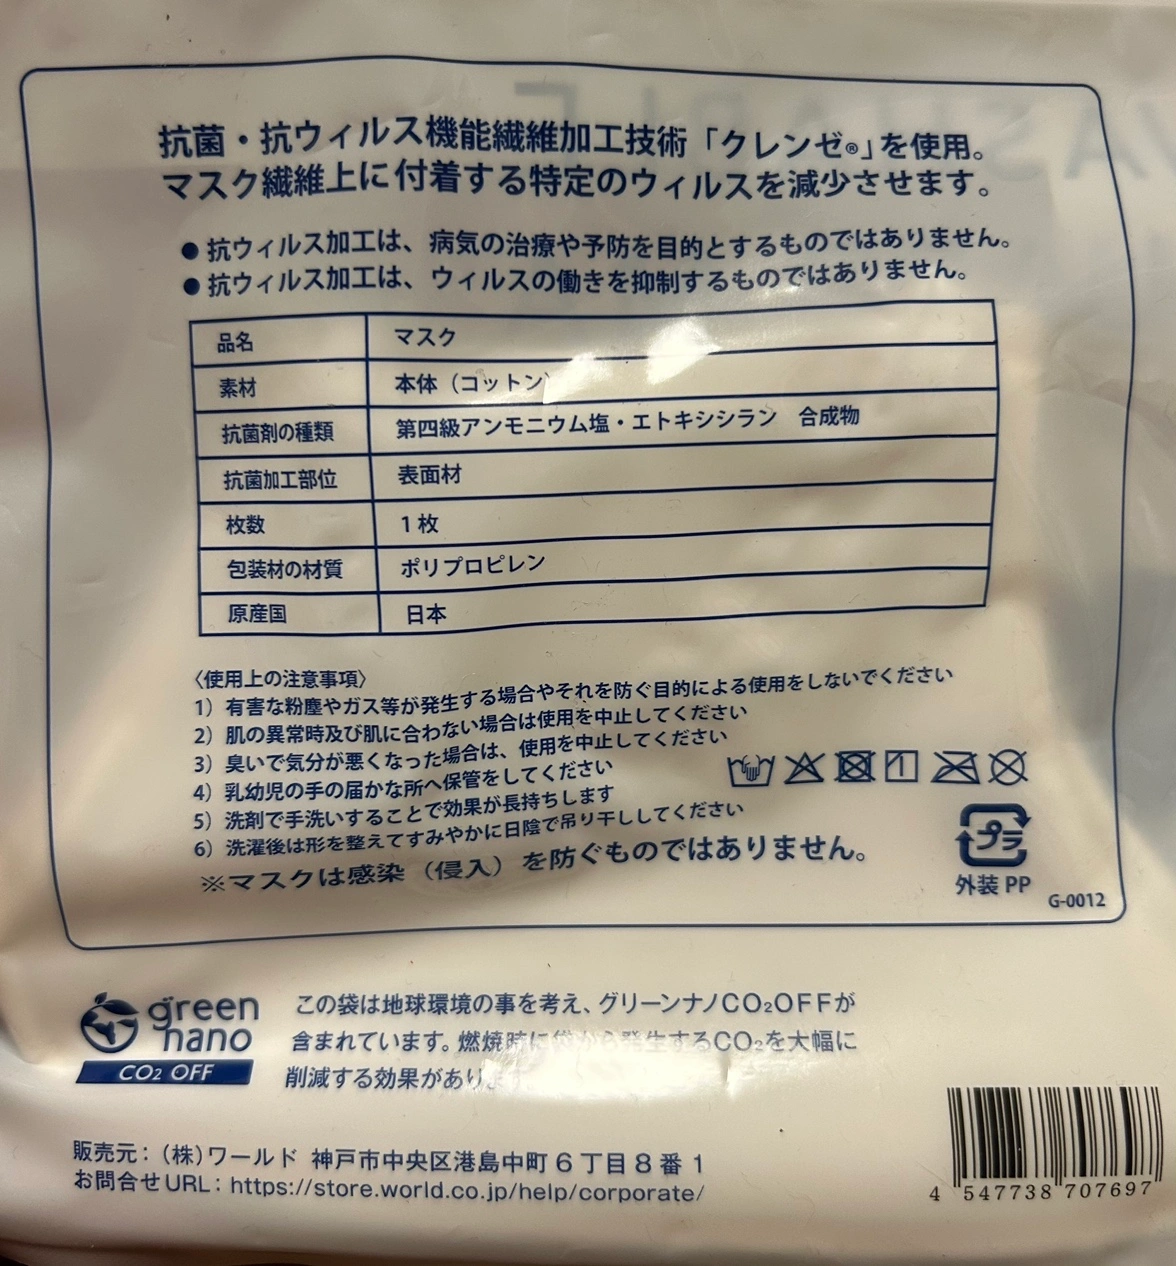 抗菌・抗ウィルス機能繊維加工技術「クレンゼ®」を使用。
マスク繊維上に付着する特定のウィルスを減少させます。
● 抗ウィルス加工は、病気の治療や予防を目的とするものではありません。
● 抗ウィルス加工は、ウィルスの働きを抑制するものではありません。
品名 マスク
素材 本体（コットン）
抗菌剤の種類 第四級アンモニウム塩・エトキシシラン 合成物
抗菌加工部位 表面材
枚数 1枚
包装材の材質 ポリプロピレン
原産国 日本
〈使用上の注意事項〉
1）有害な粉塵やガス等が発生する場合やそれを防ぐ目的による使用をしないでください
2）肌の異常時及び肌に合わない場合は使用を中止してください
3）臭いで気分が悪くなった場合は、使用を中止してください
4）乳幼児の手の届かな所へ保管をしてください
5）洗剤で手洗いすることで効果が長持ちします
6）洗濯後は形を整えてすみやかに日陰で吊り干ししてください
※マスクは感染（侵入）を防ぐものではありません。
プラ
外装 PP
G-0012
green nano
CO2 OFF
この袋は地球環境の事を考え、グリーンナノCO₂OFFが
含まれています。燃焼時に袋から発生するCO₂を大幅に
削減する効果があります
販売元：（株）ワールド 神戸市中央区港島中町6丁目8番1
お問合せURL：https://store.world.co.jp/help/corporate/
4 547738 707697